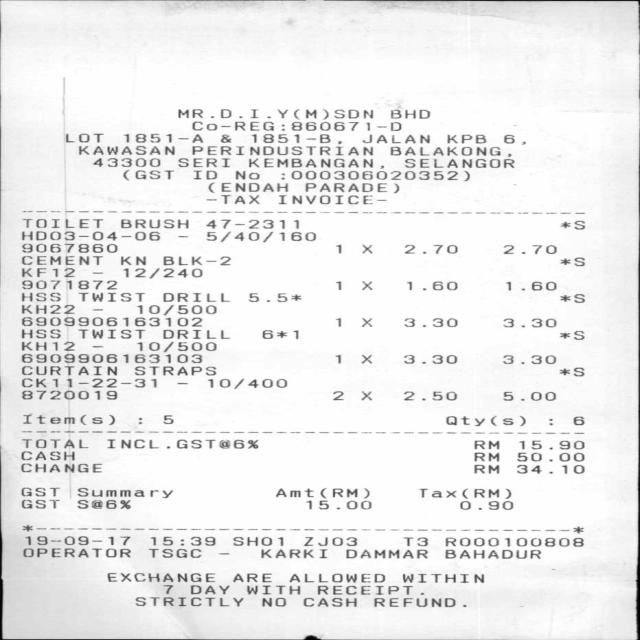 MR.D.I.Y(M)SDN BHD
Co-REG:860671-D
LOT 1851-A & 1851-B, JALAN KPB 6,
KAWASAN PERINDUSTRIAN BALAKONG,
43300 SERI KEMBANGAN, SELANGOR
(GST ID No :000306020352)
(ENDAH PARADE)
-TAX INVOICE-
TOILET BRUSH 47-2311 *S
HD03-04-06 - 5/40/160
9067860 1 X 2.70 2.70
CEMENT KN BLK-2 *S
KF12 - 12/240
9071872 1 X 1.60 1.60
HSS TWIST DRILL 5.5* *S
KH22 - 10/500
6909906163102 1 X 3.30 3.30
HSS TWIST DRILL 6*1 *S
KH12 - 10/500
6909906163103 1 X 3.30 3.30
CURTAIN STRAPS *S
CK11-22-31 - 10/400
8720019 2 X 2.50 5.00
Item(s) : 5 Qty(s) : 6
TOTAL INCL.GST@6% RM 15.90
CASH RM 50.00
CHANGE RM 34.10
GST Summary Amt(RM) Tax(RM)
GST S@6% 15.00 0.90
*--------------------------------------*
19-09-17 15:39 SH01 ZJ03 T3 R000100808
OPERATOR TSGC - KARKI DAMMAR BAHADUR
EXCHANGE ARE ALLOWED WITHIN
7 DAY WITH RECEIPT.
STRICTLY NO CASH REFUND.